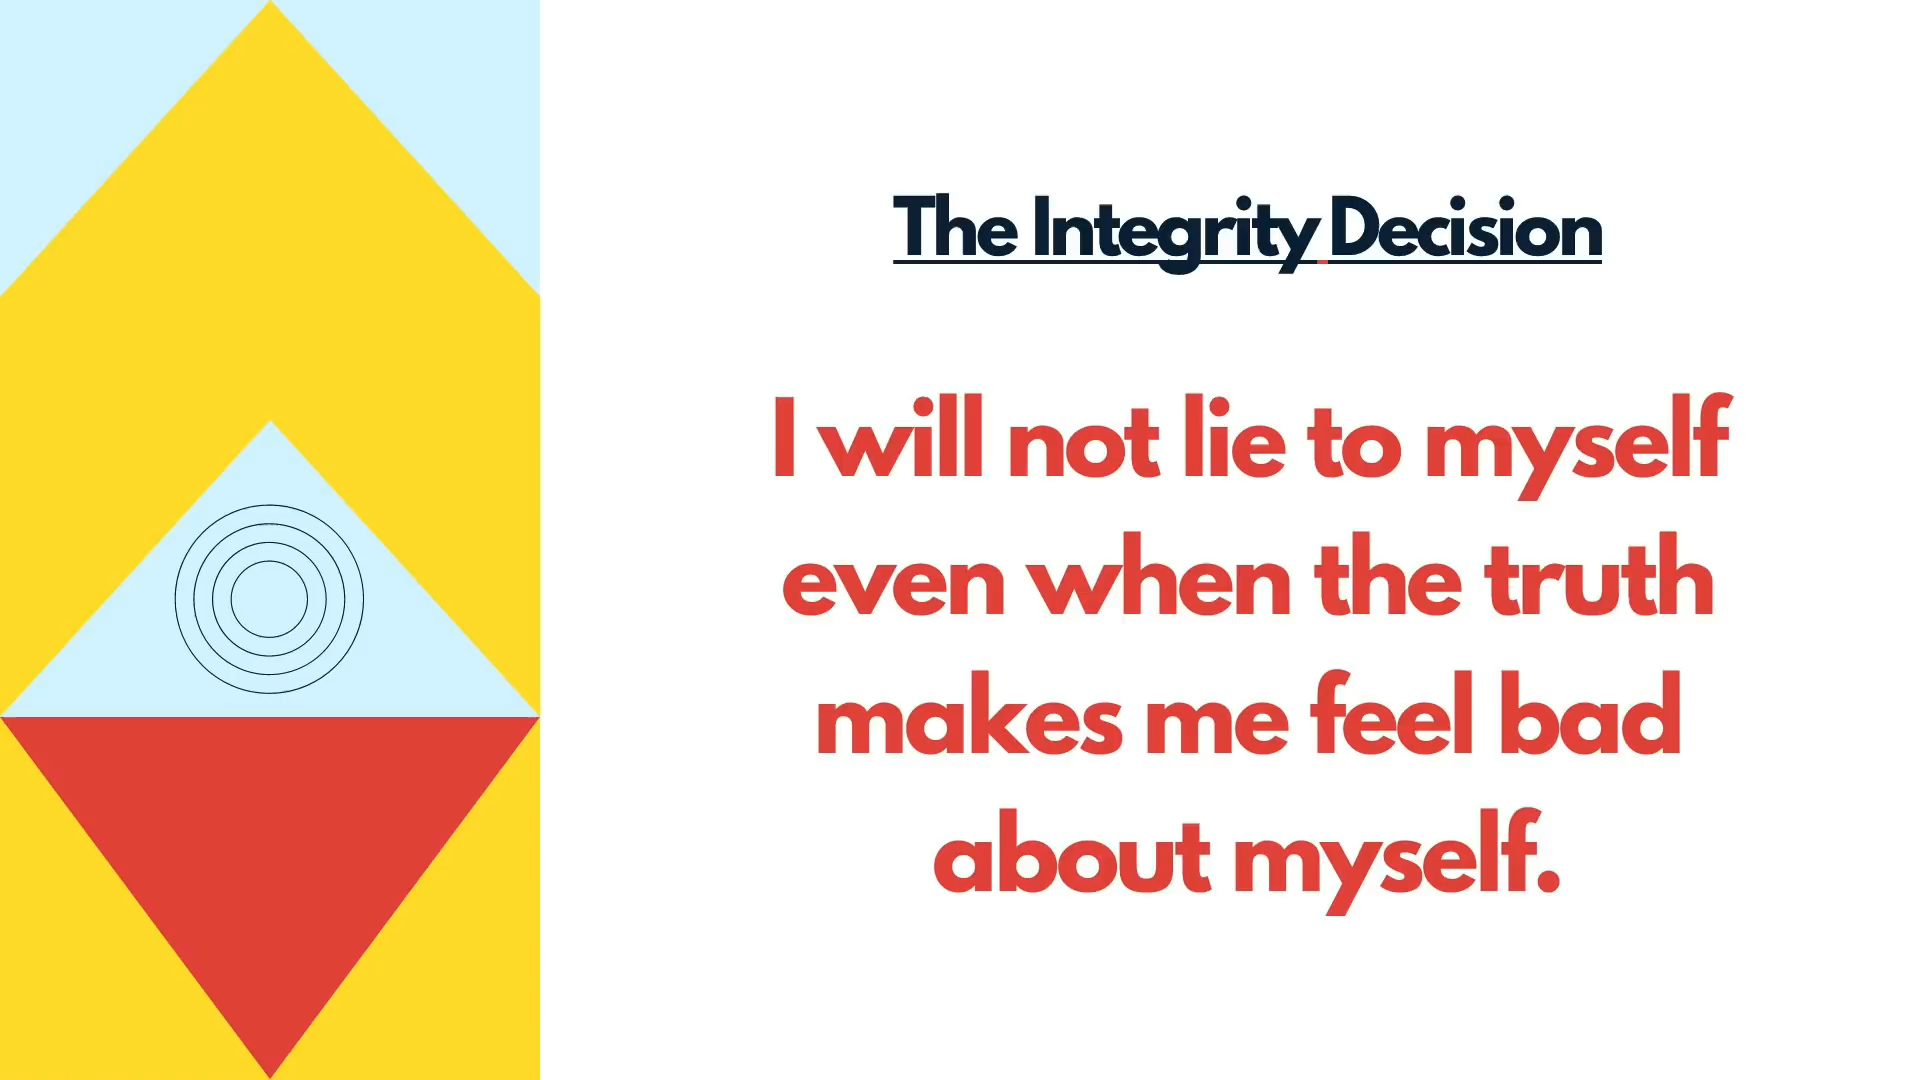 The Integrity Decision
I will not lie to myself
even when the truth
makes me feel bad
about myself.